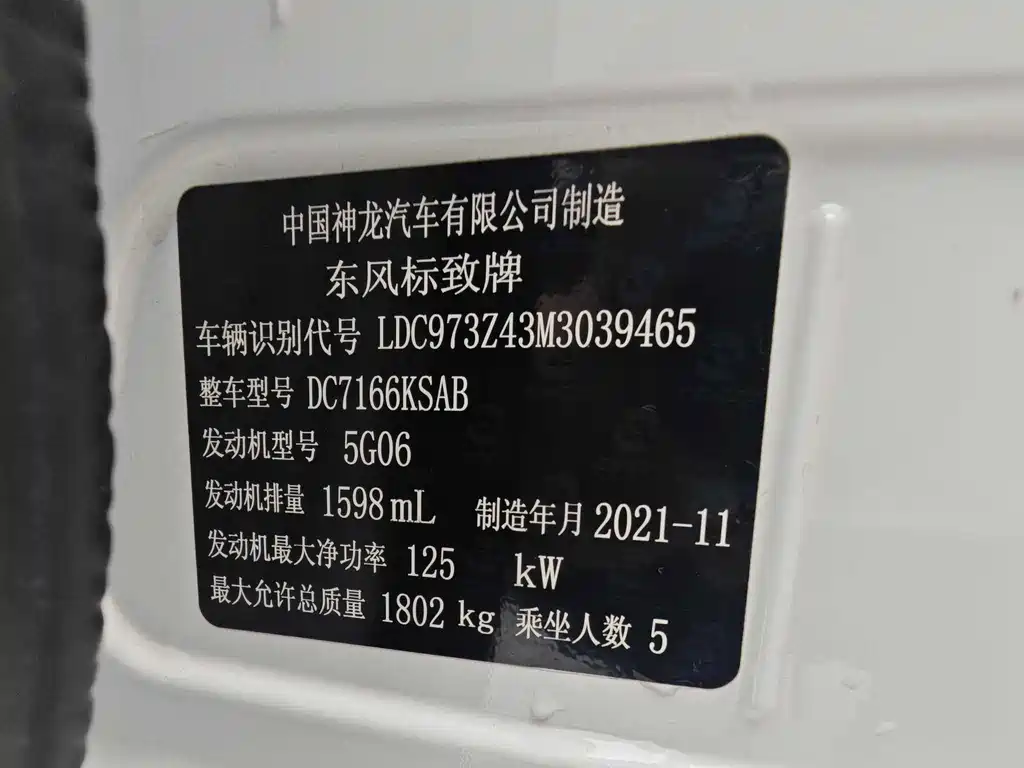 中国神龙汽车有限公司制造
东风标致牌
车辆识别代号 LDC973Z43M3039465
整车型号 DC7166KSAB
发动机型号 5G06
发动机排量 1598 mL 制造年月 2021-11
发动机最大净功率 125 kW
最大允许总质量 1802 kg 乘坐人数 5